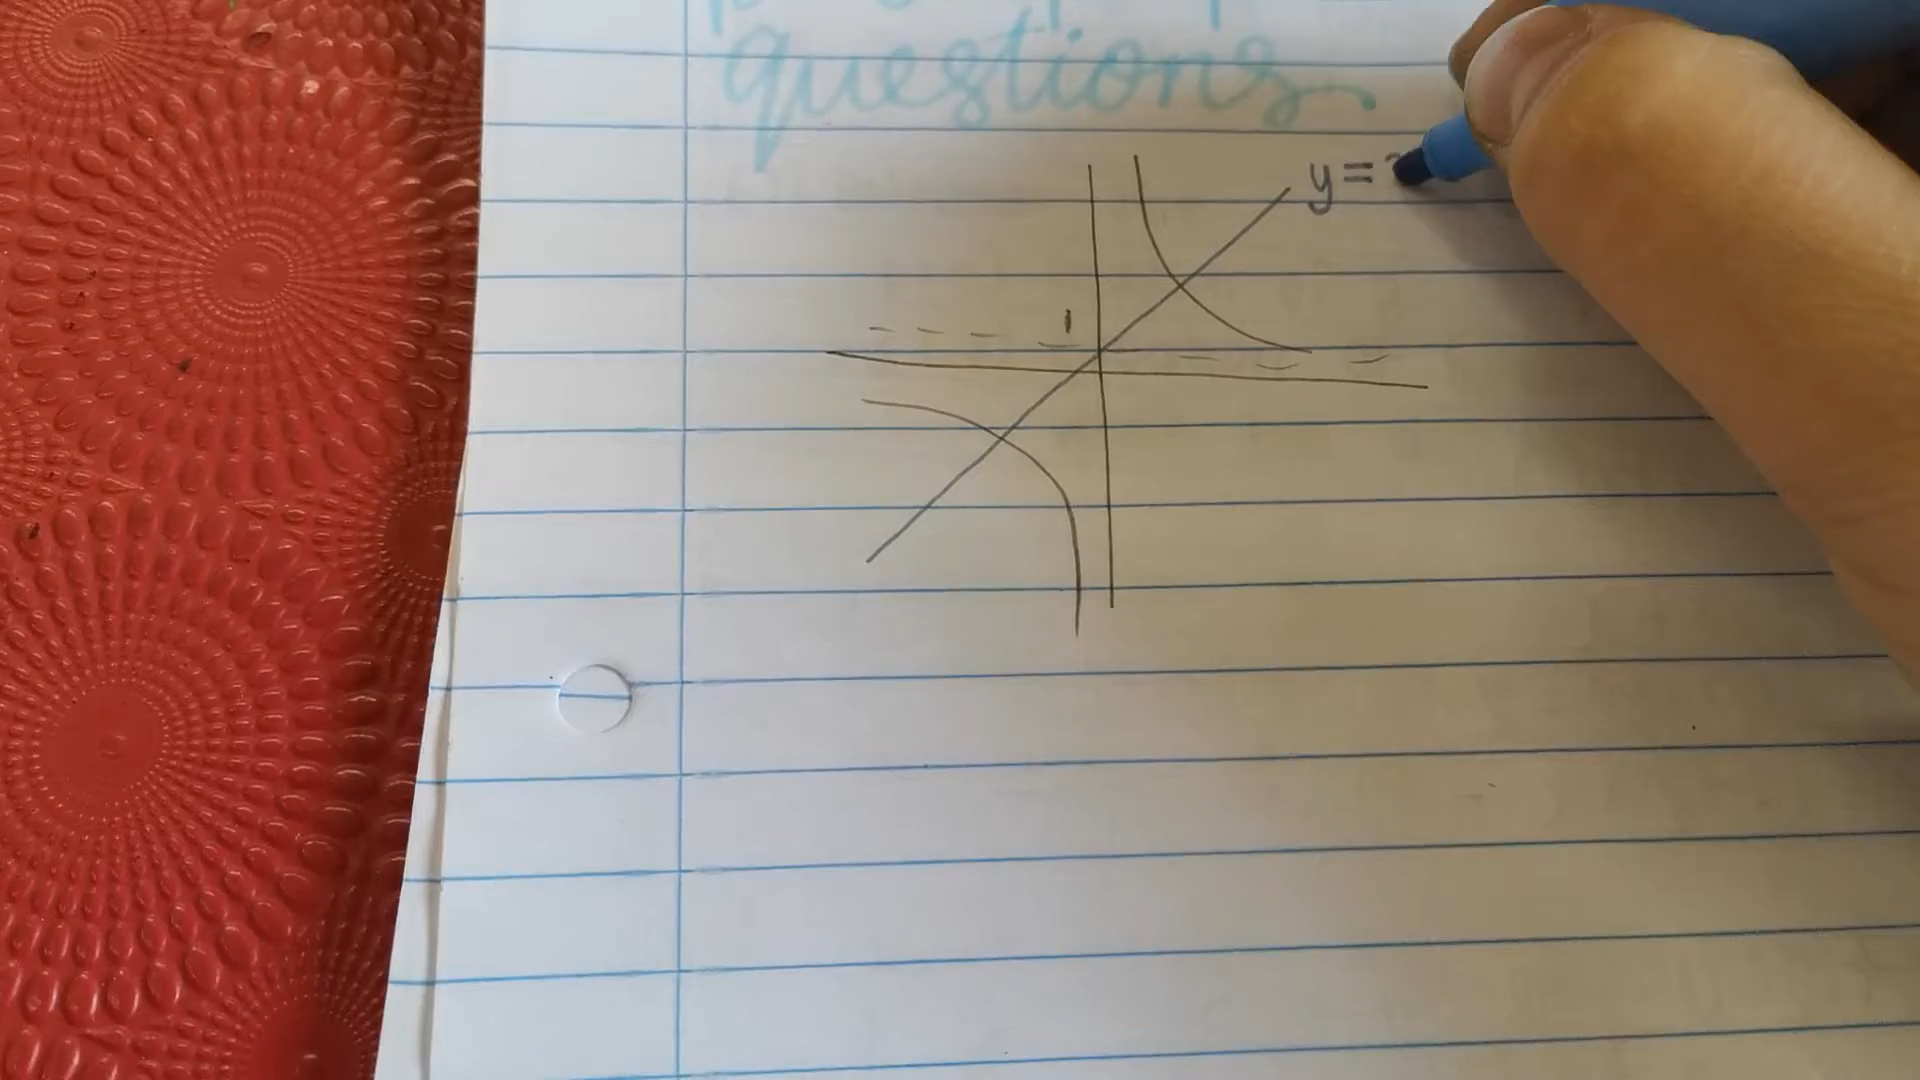 questions
y =
1